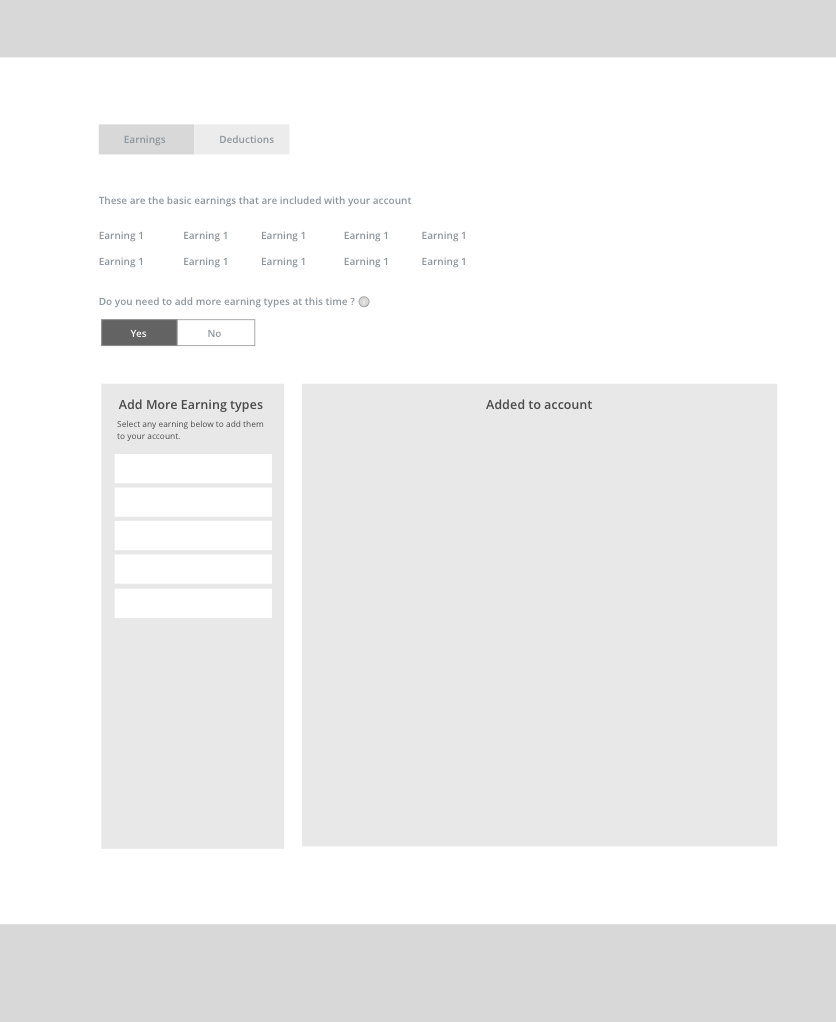 Earnings Deductions
These are the basic earnings that are included with your account
Earning 1 Earning 1 Earning 1 Earning 1 Earning 1
Earning 1 Earning 1 Earning 1 Earning 1 Earning 1
Do you need to add more earning types at this time ?
Yes No
Add More Earning types
Select any earning below to add them
to your account.
Added to account